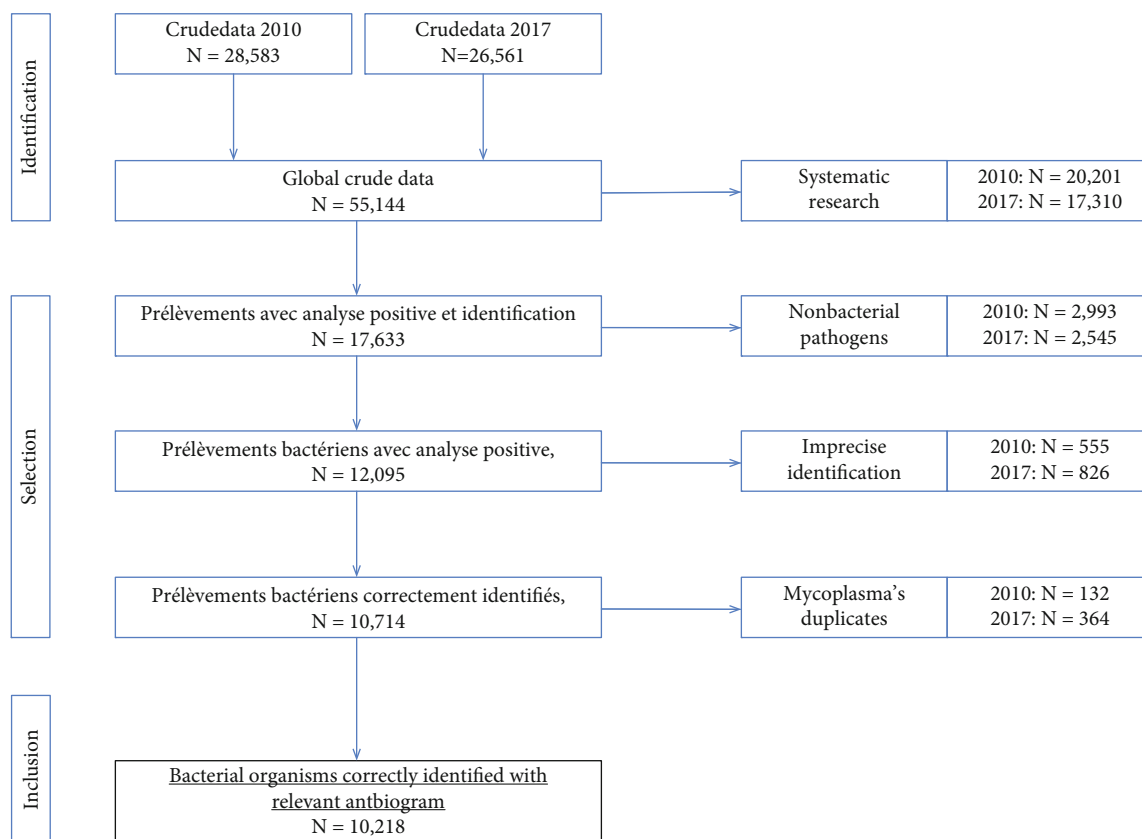 Identification
Crudedata 2010
N = 28,583
Crudedata 2017
N=26,561
Global crude data
N = 55,144
Systematic
research
2010: N = 20,201
2017: N = 17,310
Selection
Prélèvements avec analyse positive et identification
N = 17,633
Nonbacterial
pathogens
2010: N = 2,993
2017: N = 2,545
Prélèvements bactériens avec analyse positive,
N = 12,095
Imprecise
identification
2010: N = 555
2017: N = 826
Prélèvements bactériens correctement identifiés,
N = 10,714
Mycoplasma's
duplicates
2010: N = 132
2017: N = 364
Inclusion
Bacterial organisms correctly identified with
relevant antbiogram
N = 10,218